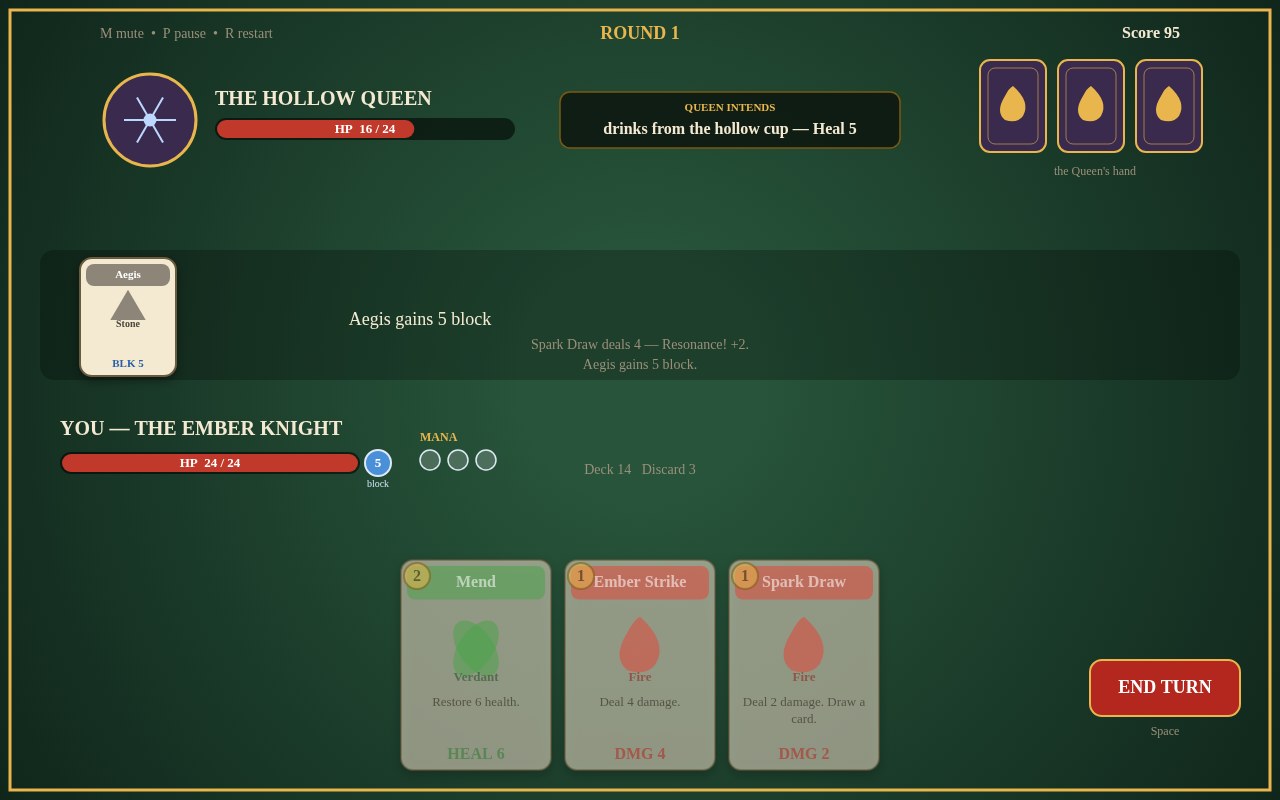 M mute • P pause • R restart
ROUND 1
Score 95
THE HOLLOW QUEEN
HP 16 / 24
QUEEN INTENDS
drinks from the hollow cup — Heal 5
the Queen's hand
Aegis
Stone
BLK 5
Aegis gains 5 block
Spark Draw deals 4 — Resonance! +2.
Aegis gains 5 block.
YOU — THE EMBER KNIGHT
HP 24 / 24
5
block
MANA
Deck 14 Discard 3
2
Mend
Verdant
Restore 6 health.
HEAL 6
1
Ember Strike
Fire
Deal 4 damage.
DMG 4
1
Spark Draw
Fire
Deal 2 damage. Draw a
card.
DMG 2
END TURN
Space